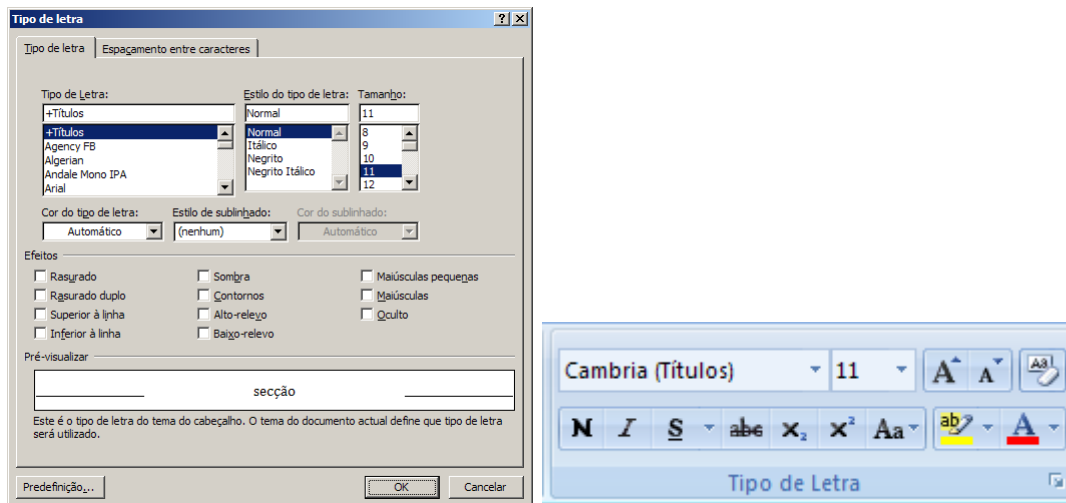 Tipo de letra
Tipo de letra Espaçamento entre caracteres
Tipo de Letra: Estilo do tipo de letra: Tamanho:
+Títulos Normal 11
+Títulos Normal 8
Agency FB Itálico 9
Algerian Negrito 10
Andale Mono IPA Negrito Itálico 11
Arial 12
Cor do tipo de letra: Estilo de sublinhado: Cor do sublinhado:
Automático (nenhum) Automático
Efeitos
Rasurado Sombra Maiúsculas pequenas
Rasurado duplo Contornos Maiúsculas
Superior à linha Alto-relevo Oculto
Inferior à linha Baixo-relevo
Pré-visualizar
secção
Este é o tipo de letra do tema do cabeçalho. O tema do documento actual define que tipo de letra
será utilizado.
Predefinição... OK Cancelar
Cambria (Títulos) 11 A A Aa
N I S abc x₂ x² Aa ab A
Tipo de Letra